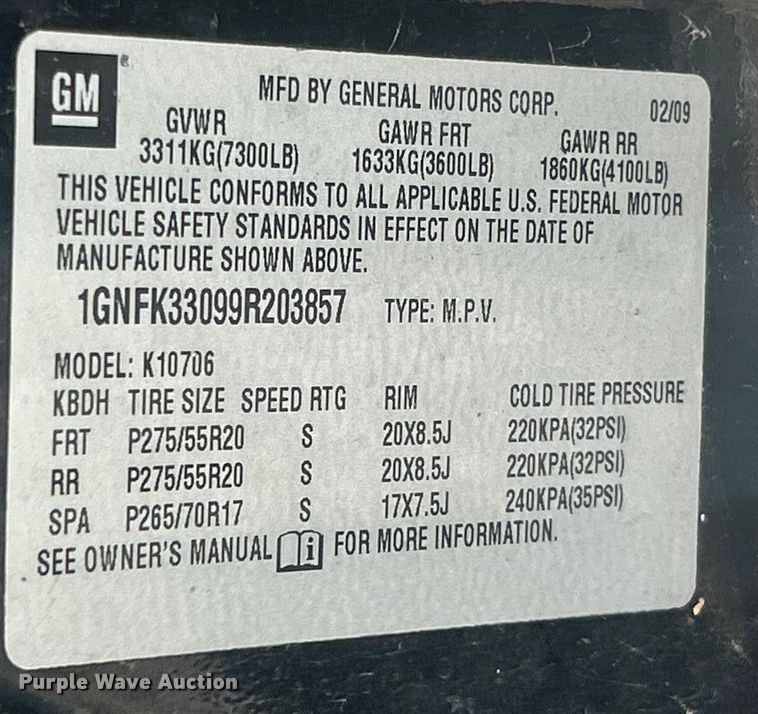 GM®
MFD BY GENERAL MOTORS CORP. 02/09
GVWR GAWR FRT GAWR RR
3311KG(7300LB) 1633KG(3600LB) 1860KG(4100LB)
THIS VEHICLE CONFORMS TO ALL APPLICABLE U.S. FEDERAL MOTOR
VEHICLE SAFETY STANDARDS IN EFFECT ON THE DATE OF
MANUFACTURE SHOWN ABOVE.
1GNFK33099R203857 TYPE: M.P.V.
MODEL: K10706
KBDH TIRE SIZE SPEED RTG RIM COLD TIRE PRESSURE
FRT P275/55R20 S 20X8.5J 220KPA(32PSI)
RR P275/55R20 S 20X8.5J 220KPA(32PSI)
SPA P265/70R17 S 17X7.5J 240KPA(35PSI)
SEE OWNER'S MANUAL i FOR MORE INFORMATION.
Purple Wave Auction